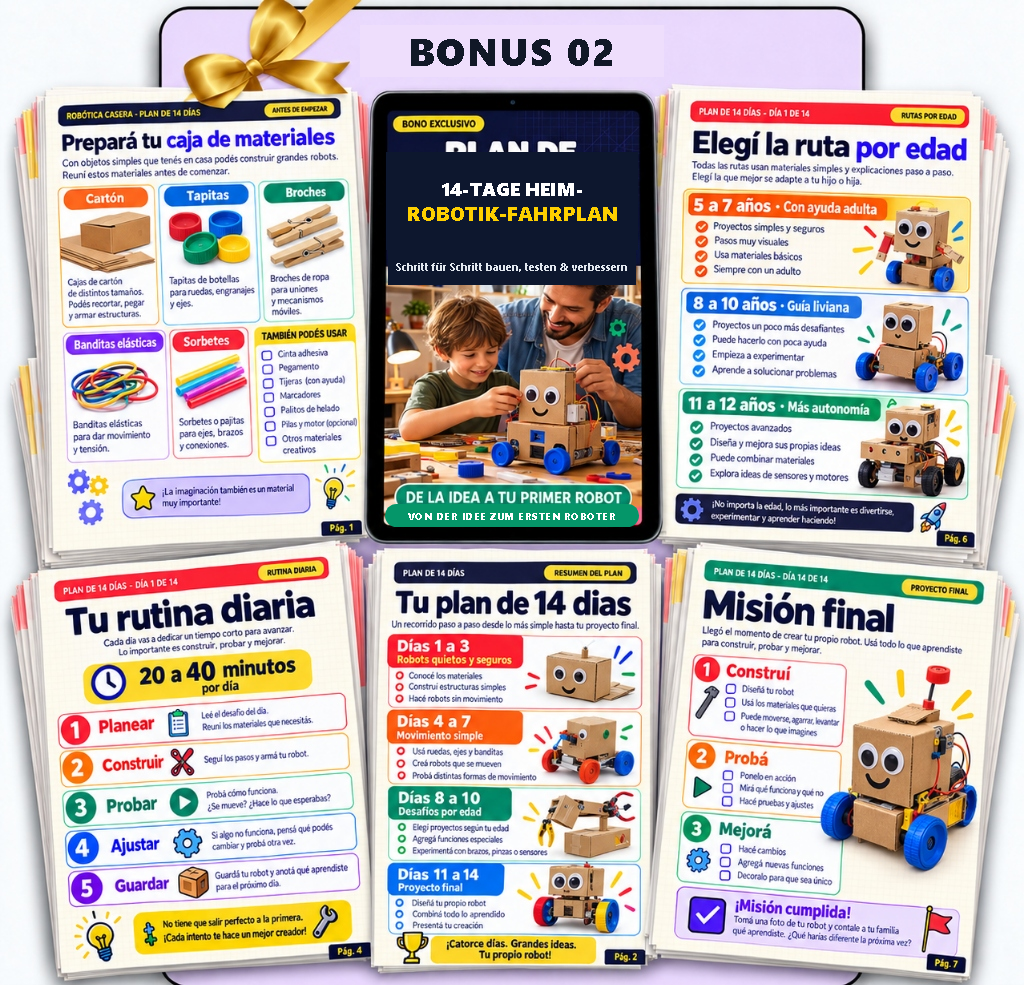 BONUS 02
ROBÓTICA CASERA - PLAN DE 14 DÍAS
ANTES DE EMPEZAR
Prepará tu caja de materiales
Con objetos simples que tenés en casa podés construir grandes robots.
Reuní estos materiales antes de comenzar.
Cartón
Cajas de cartón
de distintos tamaños.
Podés recortar, pegar
y armar estructuras.
Tapitas
Tapitas de botellas
para ruedas, engranajes
y ejes.
Broches
Broches de ropa
para uniones
y mecanismos
móviles.
Banditas elásticas
Banditas elásticas
para dar movimiento
y tensión.
Sorbetes
Sorbetes o pajitas
para ejes, brazos
y conexiones.
TAMBIÉN PODÉS USAR
Cinta adhesiva
Pegamento
Tijeras (con ayuda)
Marcadores
Palitos de helado
Pilas y motor (opcional)
Otros materiales
creativos
¡La imaginación también es un material
muy importante!
Pág. 1
BONO EXCLUSIVO
PLAN DE
14-TAGE HEIM-
ROBOTIK-FAHRPLAN
Schritt für Schritt bauen, testen & verbessern
DE LA IDEA A TU PRIMER ROBOT
VON DER IDEE ZUM ERSTEN ROBOTER
PLAN DE 14 DÍAS - DÍA 1 DE 14
RUTAS POR EDAD
Elegí la ruta por edad
Todas las rutas usan materiales simples y explicaciones paso a paso.
Elegí la que mejor se adapte a tu hijo o hija.
5 a 7 años · Con ayuda adulta
Proyectos simples y seguros
Pasos muy visuales
Usa materiales básicos
Siempre con un adulto
8 a 10 años · Guía liviana
Proyectos un poco más desafiantes
Puede hacerlo con poca ayuda
Empieza a experimentar
Aprende a solucionar problemas
11 a 12 años · Más autonomía
Proyectos avanzados
Diseña y mejora sus propias ideas
Puede combinar materiales
Explora ideas de sensores y motores
¡No importa la edad, lo más importante es divertirse,
experimentar y aprender haciendo!
Pág. 6
PLAN DE 14 DÍAS - DÍA 1 DE 14
RUTINA DIARIA
Tu rutina diaria
Cada día vas a dedicar un tiempo corto para avanzar.
Lo importante es construir, probar y mejorar.
20 a 40 minutos
por día
1 Planear
Leé el desafío del día.
Reuní los materiales que necesitás.
2 Construir
Seguí los pasos y armá tu robot.
3 Probar
Probá cómo funciona.
¿Se mueve? ¿Hace lo que esperabas?
4 Ajustar
Si algo no funciona, pensá qué podés
cambiar y probá otra vez.
5 Guardar
Guardá tu robot y anotá qué aprendiste
para el próximo día.
No tiene que salir perfecto a la primera.
¡Cada intento te hace un mejor creador!
Pág. 4
PLAN DE 14 DÍAS
RESUMEN DEL PLAN
Tu plan de 14 dias
Un recorrido paso a paso desde lo más simple hasta tu proyecto final.
Días 1 a 3
Robots quietos y seguros
Conocé los materiales
Construí estructuras simples
Hacé robots sin movimiento
Días 4 a 7
Movimiento simple
Usá ruedas, ejes y banditas
Creá robots que se mueven
Probá distintas formas de movimiento
Días 8 a 10
Desafíos por edad
Elegí proyectos según tu edad
Agregá funciones especiales
Experimentá con brazos, pinzas o sensores
Días 11 a 14
Proyecto final
Diseñá tu propio robot
Combiná todo lo aprendido
Presentá tu creación
¡Catorce días. Grandes ideas.
Tu propio robot!
Pág. 2
PLAN DE 14 DÍAS - DÍA 14 DE 14
PROYECTO FINAL
Misión final
Llegó el momento de crear tu propio robot. Usá todo lo que aprendiste
para construir, probar y mejorar.
1 Construí
Diseñá tu robot
Usá los materiales que quieras
Puede moverse, agarrar, levantar
o hacer lo que imagines
2 Probá
Ponelo en acción
Mirá qué funciona y qué no
Hacé pruebas y ajustes
3 Mejorá
Hacé cambios
Agregá nuevas funciones
Decoralo para que sea único
¡Misión cumplida!
Tomá una foto de tu robot y contale a tu familia
qué aprendiste. ¿Qué harías diferente la próxima vez?
Pág. 7